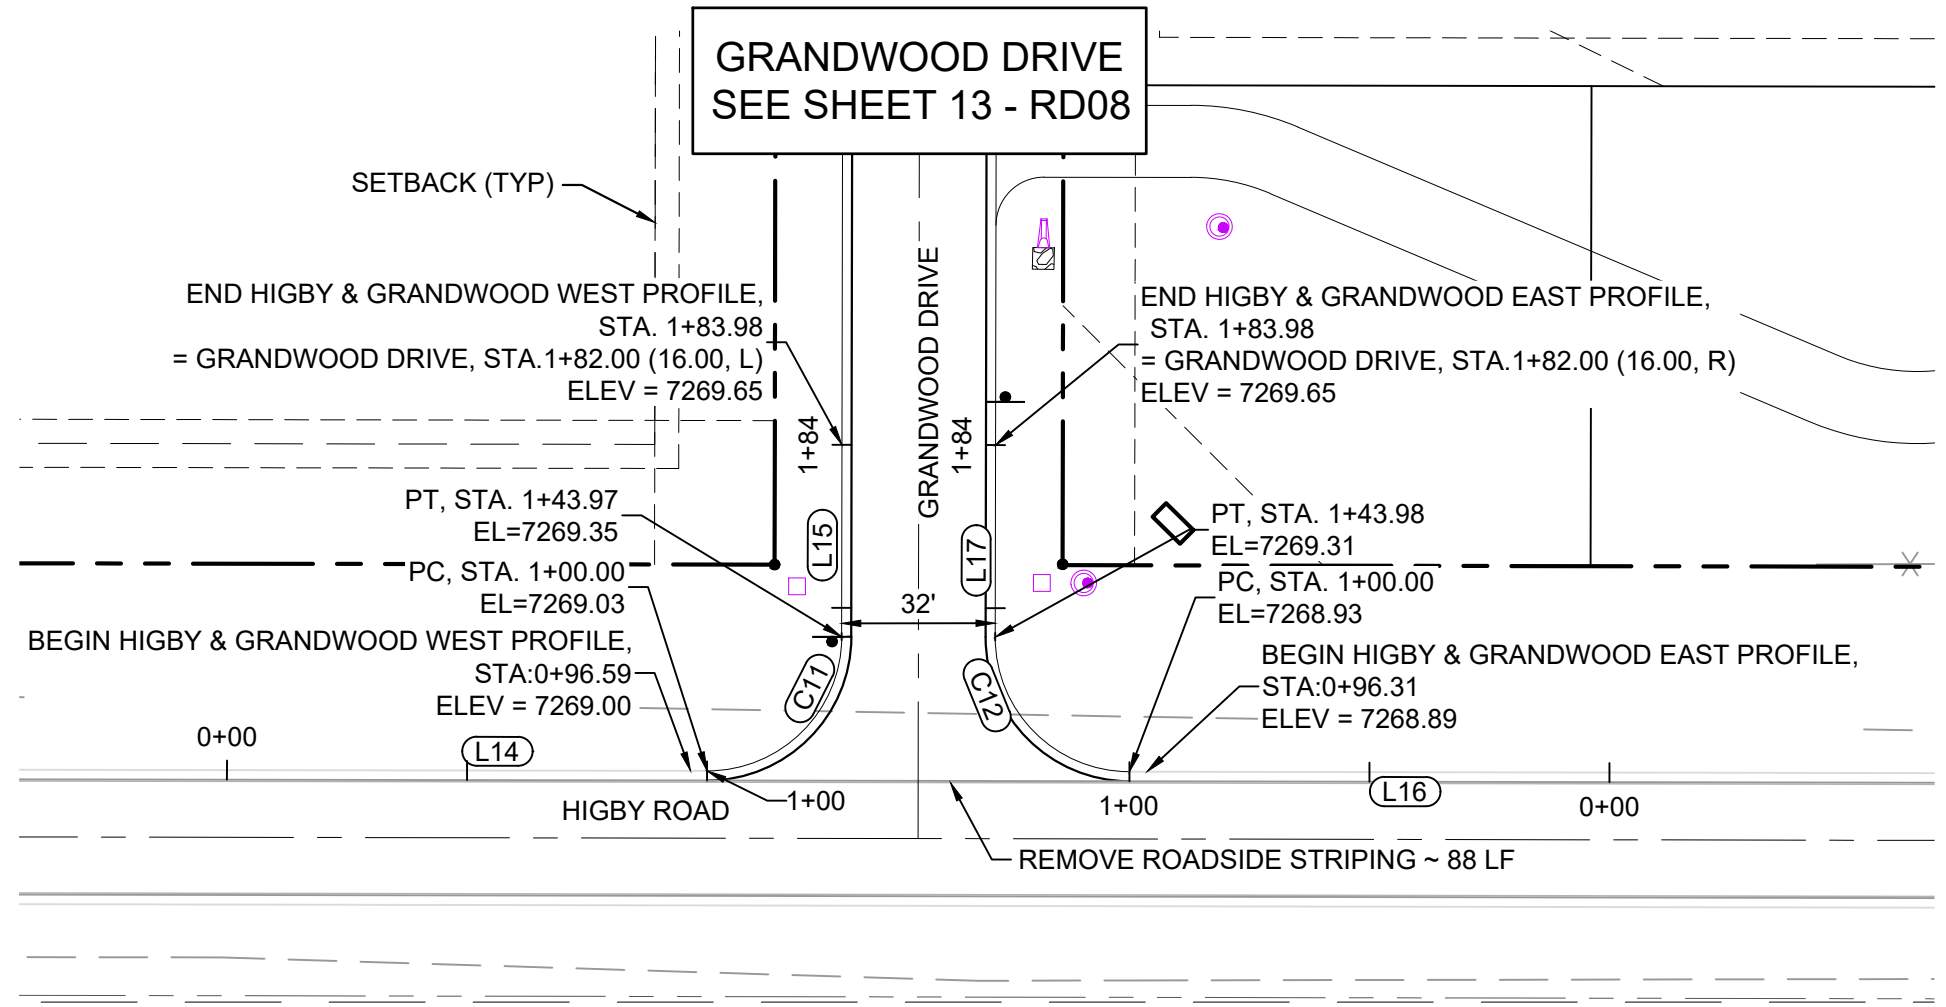 GRANDWOOD DRIVE
SEE SHEET 13 - RD08
SETBACK (TYP)
END HIGBY & GRANDWOOD WEST PROFILE,
STA. 1+83.98
= GRANDWOOD DRIVE, STA.1+82.00 (16.00, L)
ELEV = 7269.65
GRANDWOOD DRIVE
END HIGBY & GRANDWOOD EAST PROFILE,
STA. 1+83.98
= GRANDWOOD DRIVE, STA.1+82.00 (16.00, R)
ELEV = 7269.65
1+84
1+84
PT, STA. 1+43.97
EL=7269.35
L15
L17
PT, STA. 1+43.98
EL=7269.31
PC, STA. 1+00.00
EL=7269.03
32'
PC, STA. 1+00.00
EL=7268.93
BEGIN HIGBY & GRANDWOOD WEST PROFILE,
STA:0+96.59
ELEV = 7269.00
C11
C12
BEGIN HIGBY & GRANDWOOD EAST PROFILE,
STA:0+96.31
ELEV = 7268.89
0+00
L14
HIGBY ROAD
1+00
1+00
L16
0+00
REMOVE ROADSIDE STRIPING ~ 88 LF